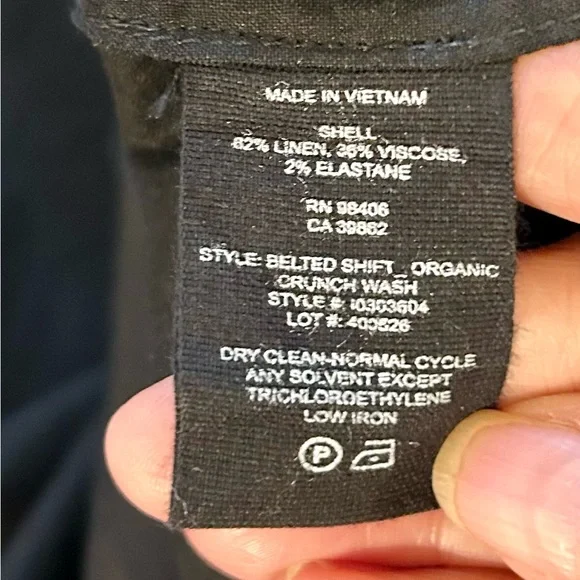 MADE IN VIETNAM
SHELL
62% LINEN, 36% VISCOSE,
2% ELASTANE
RN 98406
CA 39862
STYLE: BELTED SHIFT_ ORGANIC
CRUNCH WASH
STYLE #: I0303604
LOT #: 400526
DRY CLEAN-NORMAL CYCLE
ANY SOLVENT EXCEPT
TRICHLOROETHYLENE
LOW IRON
P